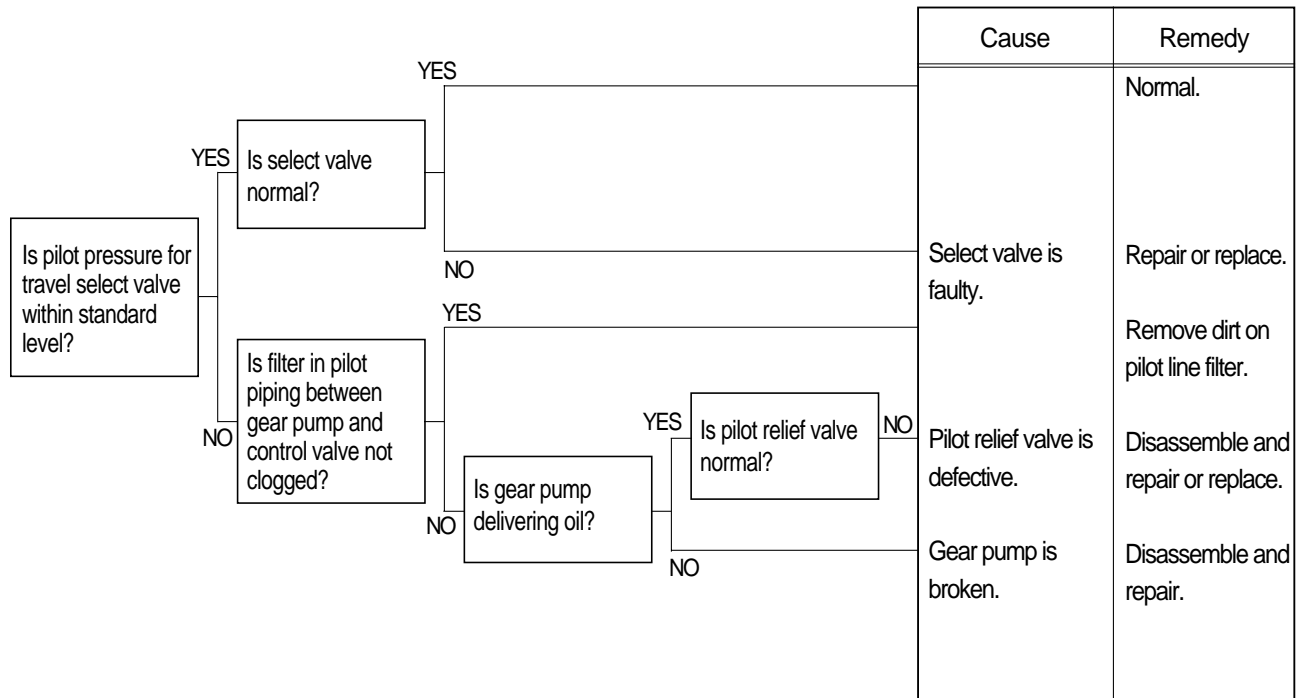 Cause
Remedy
YES
Normal.
YES
Is select valve
normal?
Is pilot pressure for
travel select valve
within standard
level?
NO
Select valve is
faulty.
Repair or replace.
YES
Remove dirt on
pilot line filter.
NO
Is filter in pilot
piping between
gear pump and
control valve not
clogged?
YES
Is pilot relief valve
normal?
NO
Pilot relief valve is
defective.
Disassemble and
repair or replace.
NO
Is gear pump
delivering oil?
NO
Gear pump is
broken.
Disassemble and
repair.